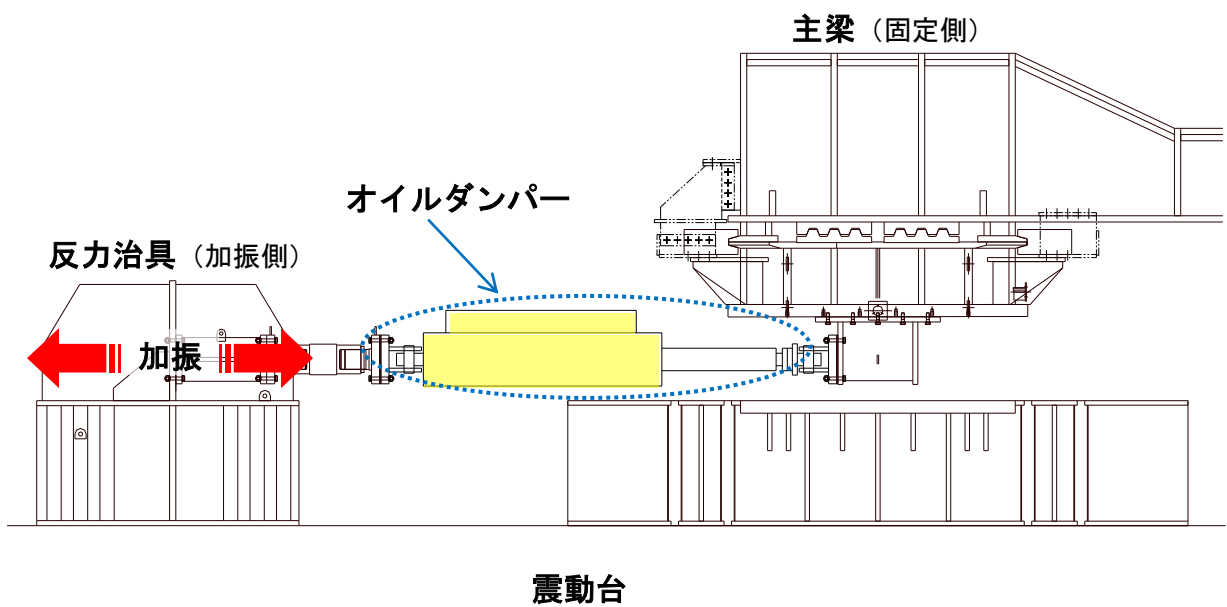 主梁（固定側）
オイルダンパー
反力治具（加振側）
加振
震動台